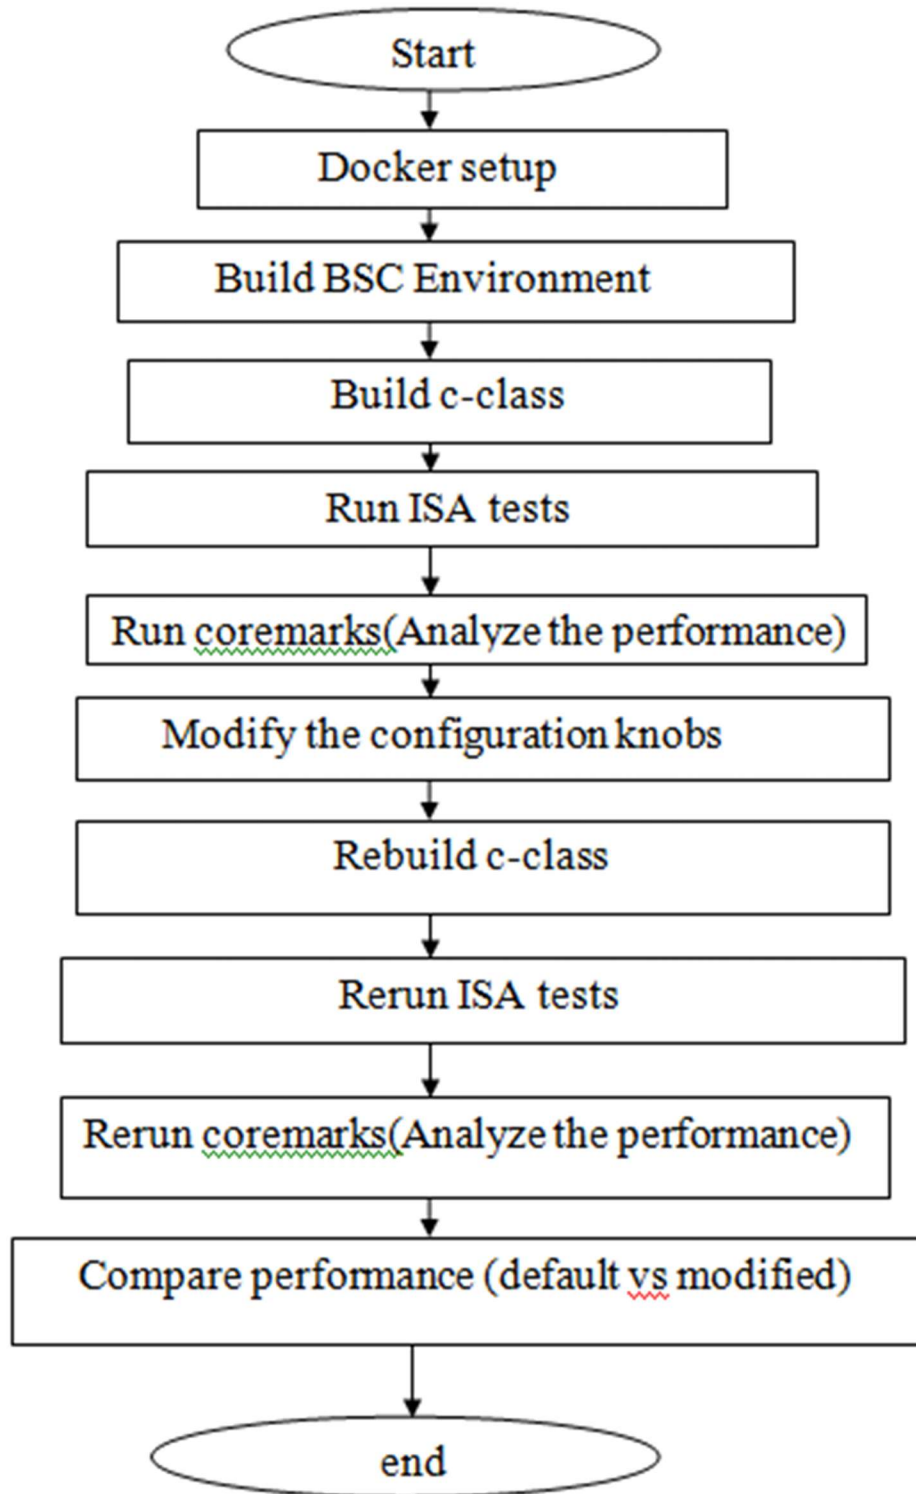 Start
Docker setup
Build BSC Environment
Build c-class
Run ISA tests
Run coremarks(Analyze the performance)
Modify the configuration knobs
Rebuild c-class
Rerun ISA tests
Rerun coremarks(Analyze the performance)
Compare performance (default vs modified)
end